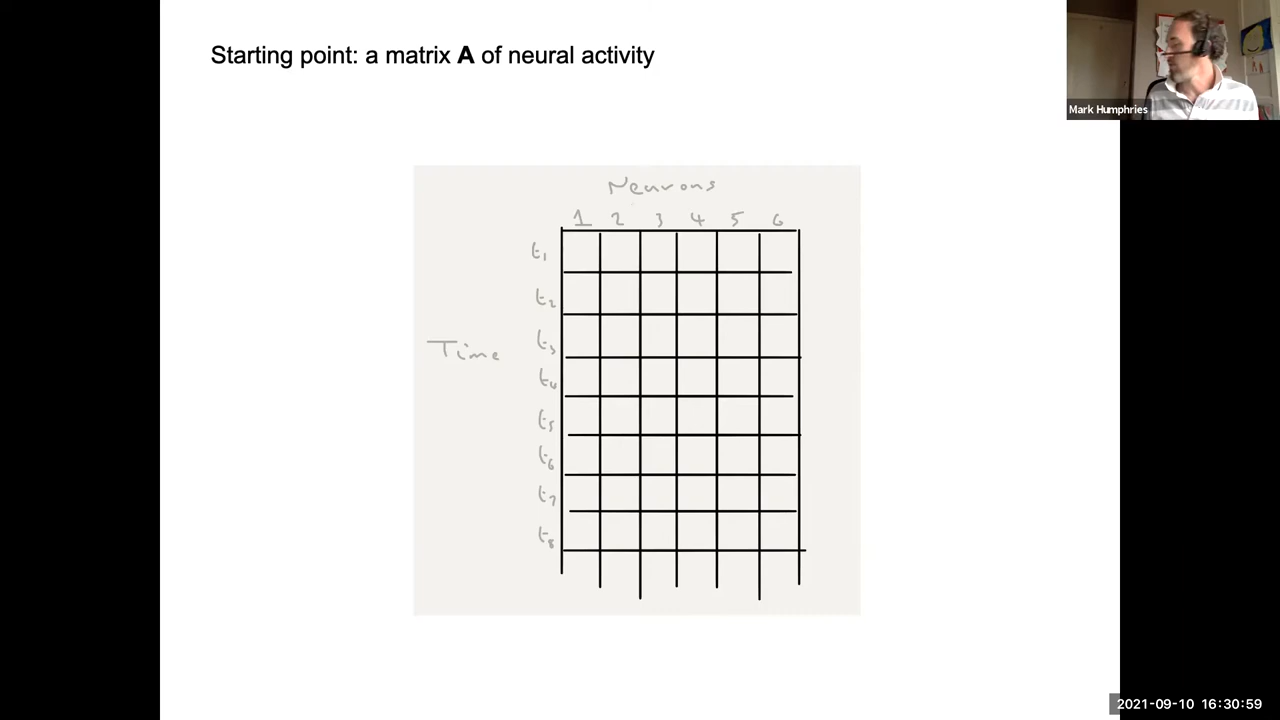 Starting point: a matrix A of neural activity
Mark Humphries
Neurons
1 2 3 4 5 6
t1
t2
t3
Time
t4
t5
t6
t7
t8
2021-09-10 16:30:59